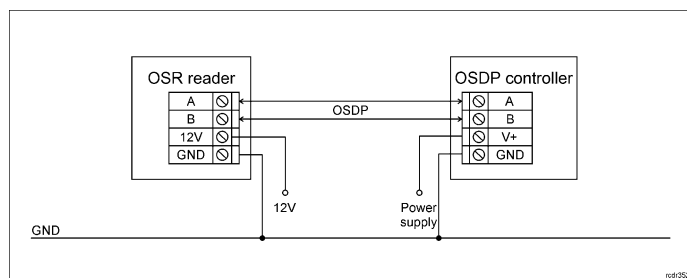 OSR reader
A
B
12V
GND
OSDP
OSDP controller
A
B
V+
GND
12V
Power
supply
GND